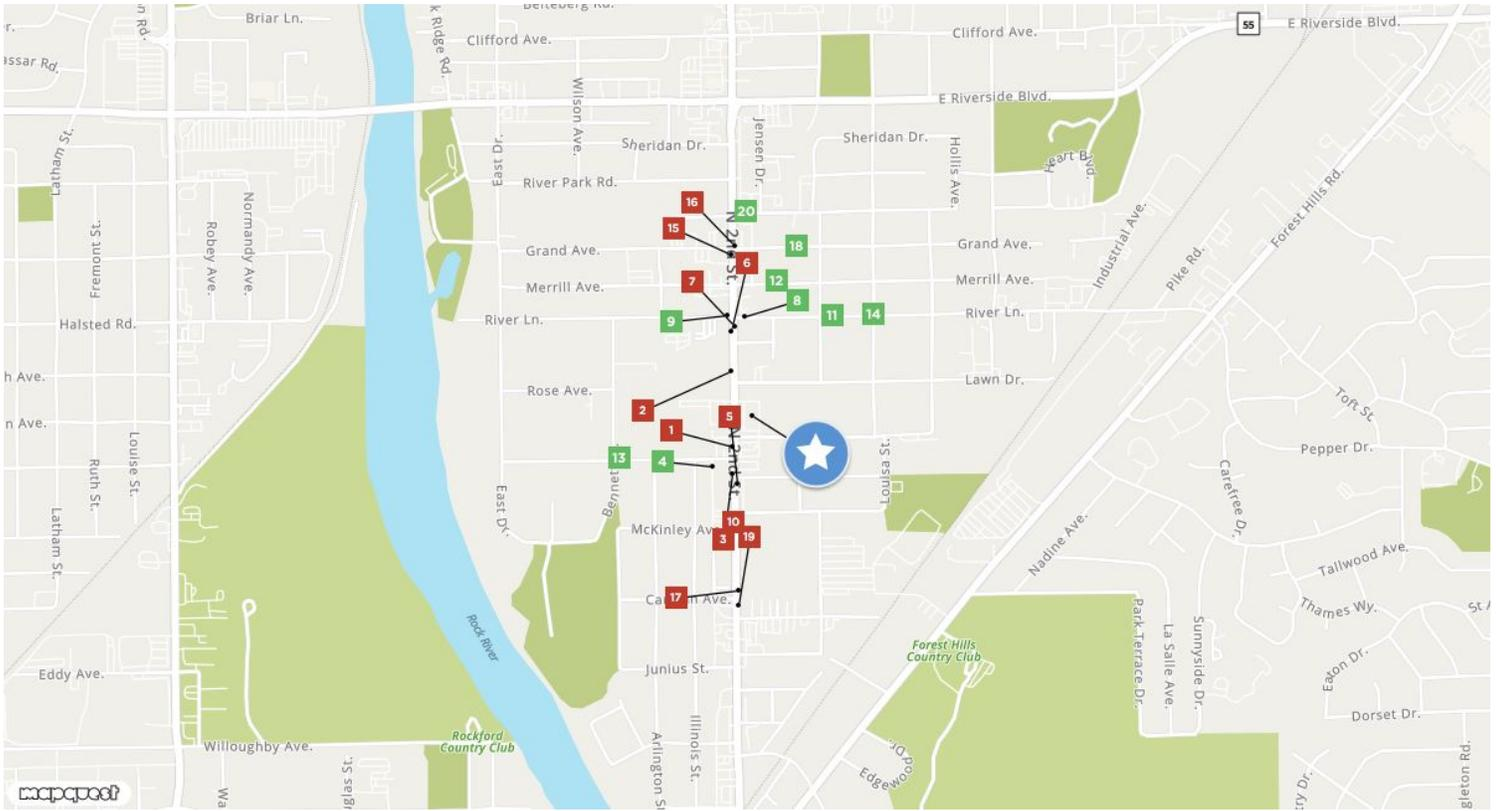 Briar Ln.
Clifford Ave.
Clifford Ave.
55
E Riverside Blvd.
E Riverside Blvd.
Wilson Ave.
Sheridan Dr.
Jensen Dr.
Sheridan Dr.
Hollis Ave.
Heart Blvd.
Latham St.
East Dr.
River Park Rd.
Forest Hills Rd.
Industrial Ave.
Pike Rd.
Fremont St.
Robey Ave.
Normandy Ave.
16
20
15
N 2nd St.
18
Grand Ave.
Grand Ave.
6
7
12
Merrill Ave.
Merrill Ave.
8
9
11
14
River Ln.
River Ln.
Halsted Rd.
h Ave.
Rose Ave.
Lawn Dr.
2
5
Toft St.
n Ave.
1
N 2nd St.
13
4
Louise St.
Ruth St.
Louisa St.
Pepper Dr.
Carefree Dr.
East Dr.
McKinley Ave
10
3
19
Latham St.
Nadine Ave.
Tallwood Ave.
17
Thames Wy.
Rock River
Park Terrace Dr.
La Salle Ave.
Sunnyside Dr.
Forest Hills
Country Club
Eddy Ave.
Junius St.
Eaton Dr.
Dorset Dr.
Illinois St.
Arlington S
Willoughby Ave.
Rockford
Country Club
Edgewood Dr.
mapquest